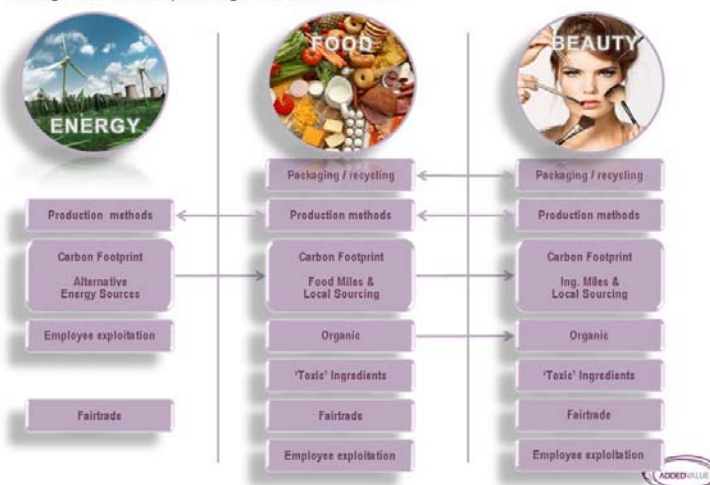 ENERGY
FOOD
BEAUTY
Packaging / recycling
Packaging / recycling
Production methods
Production methods
Production methods
Carbon Footprint
Alternative
Energy Sources
Carbon Footprint
Food Miles &
Local Sourcing
Carbon Footprint
Ing. Miles &
Local Sourcing
Employee exploitation
Organic
Organic
'Toxic' Ingredients
'Toxic' Ingredients
Fairtrade
Fairtrade
Fairtrade
Employee exploitation
Employee exploitation
ADDEDVALUE